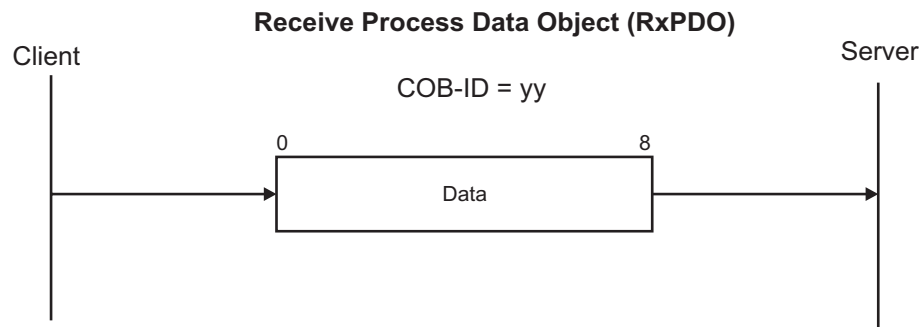 Receive Process Data Object (RxPDO)
Client
Server
COB-ID = yy
0
8
Data